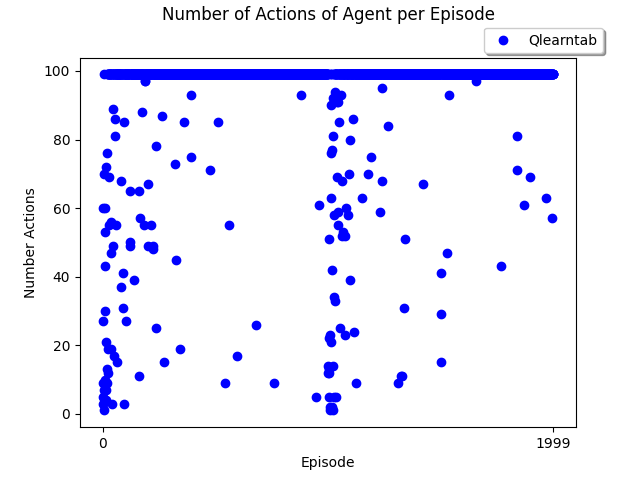 Number of Actions of Agent per Episode
Qlearntab
100
80
60
40
20
0
Number Actions
0
1999
Episode